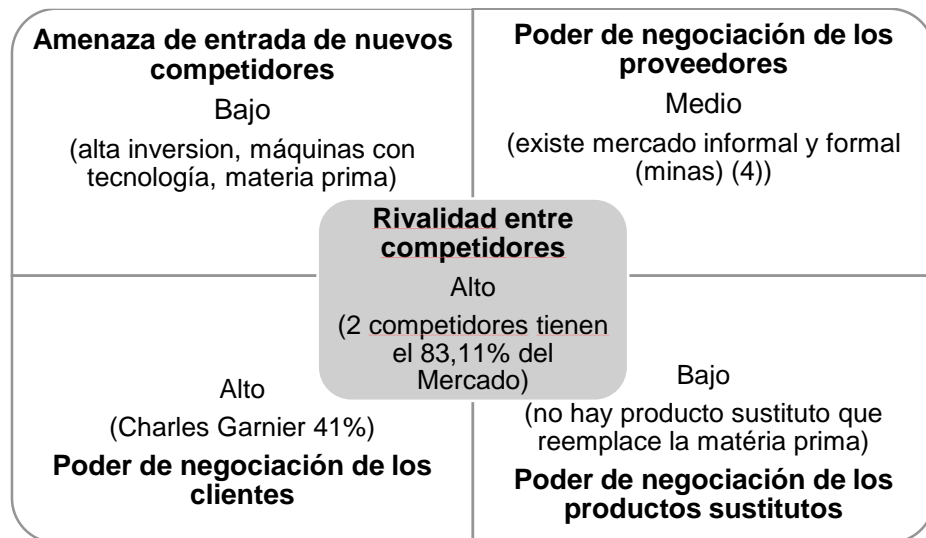 Amenaza de entrada de nuevos
competidores
Bajo
(alta inversion, máquinas con
tecnología, materia prima)
Poder de negociación de los
proveedores
Medio
(existe mercado informal y formal
(minas) (4))
Rivalidad entre
competidores
Alto
(2 competidores tienen
el 83,11% del
Mercado)
Alto
(Charles Garnier 41%)
Poder de negociación de los
clientes
Bajo
(no hay producto sustituto que
reemplace la matéria prima)
Poder de negociación de los
productos sustitutos